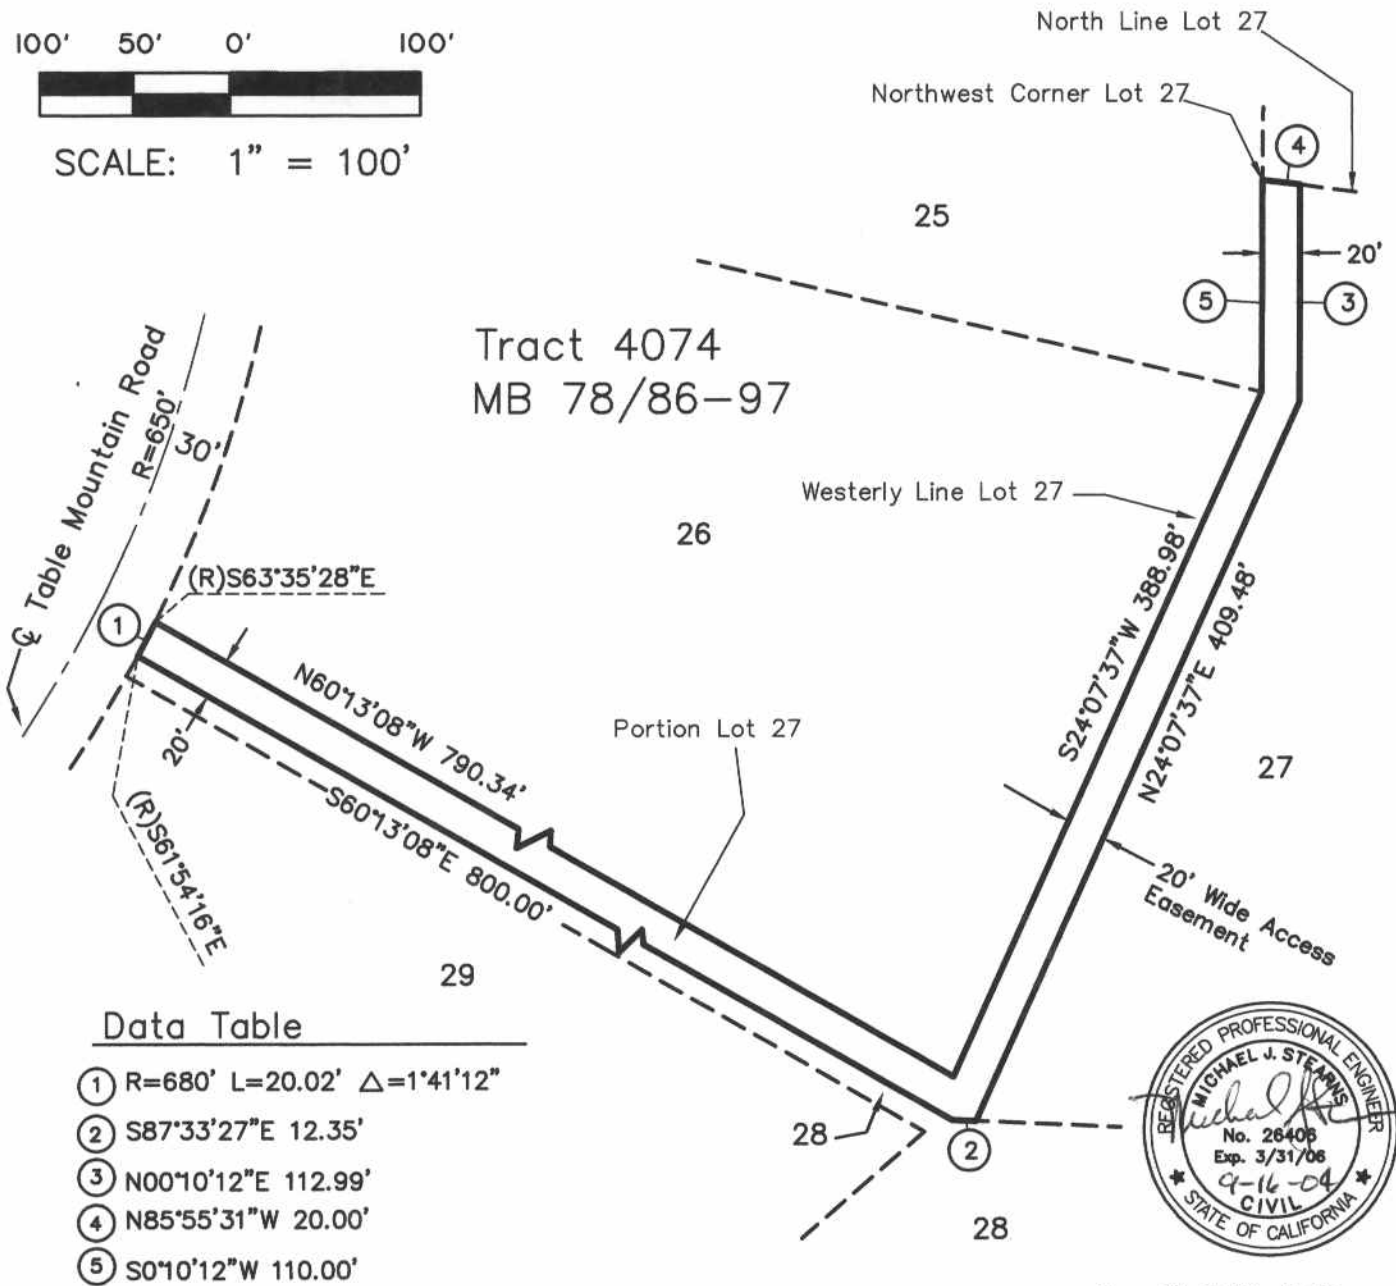 100' 50' 0' 100'
SCALE: 1" = 100'
North Line Lot 27
Northwest Corner Lot 27
4
25
20'
5
3
Tract 4074
MB 78/86-97
℄ Table Mountain Road
R=650'
30'
Westerly Line Lot 27
26
(R)S63°35'28"E
1
S24°07'37"W 388.98'
N24°07'37"E 409.48'
N60°13'08"W 790.34'
20'
Portion Lot 27
27
S60°13'08"E 800.00'
(R)S61°54'16"E
20' Wide Access
Easement
29
28
2
28
Data Table
1 R=680' L=20.02' △=1°41'12"
2 S87°33'27"E 12.35'
3 N00°10'12"E 112.99'
4 N85°55'31"W 20.00'
5 S0°10'12"W 110.00'
REGISTERED PROFESSIONAL ENGINEER
MICHAEL J. STEARNS
No. 26406
Exp. 3/31/06
9-16-04
CIVIL
STATE OF CALIFORNIA